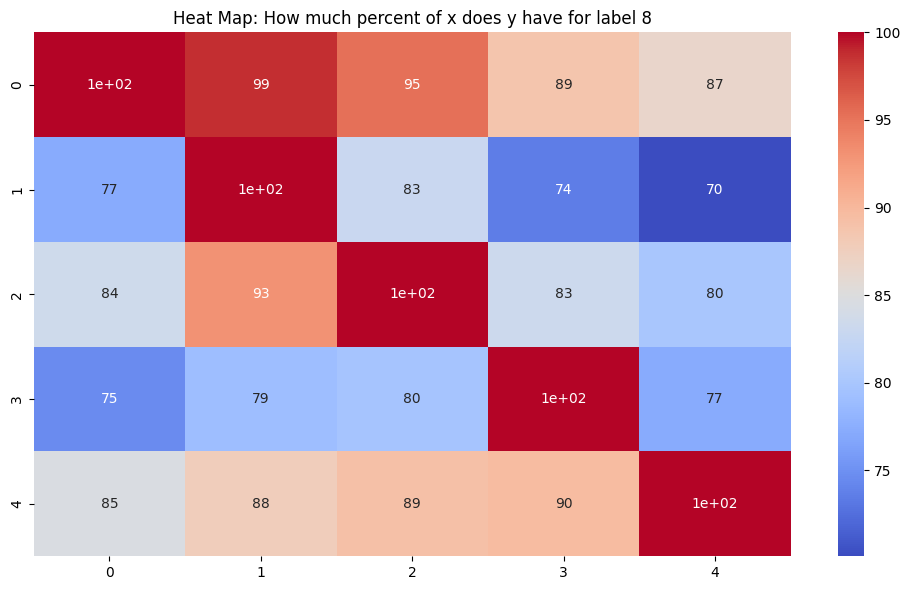 Heat Map: How much percent of x does y have for label 8
0 1e+02 99 95 89 87
1 77 1e+02 83 74 70
2 84 93 1e+02 83 80
3 75 79 80 1e+02 77
4 85 88 89 90 1e+02
0 1 2 3 4
100
95
90
85
80
75